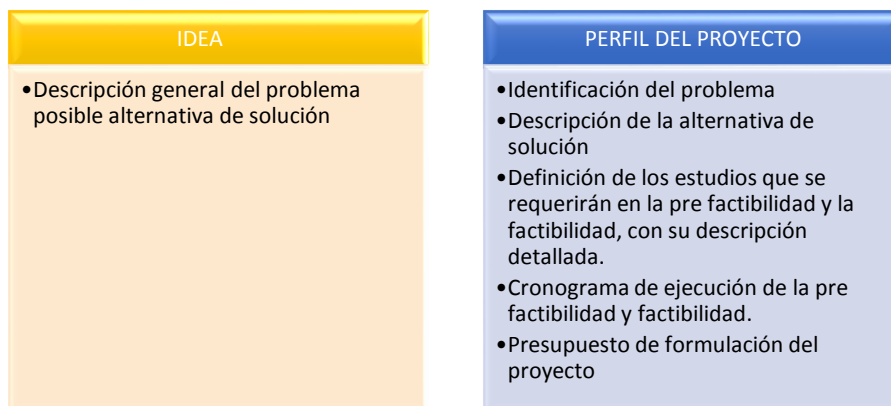 IDEA
•Descripción general del problema
posible alternativa de solución
PERFIL DEL PROYECTO
•Identificación del problema
•Descripción de la alternativa de
solución
•Definición de los estudios que se
requerirán en la pre factibilidad y la
factibilidad, con su descripción
detallada.
•Cronograma de ejecución de la pre
factibilidad y factibilidad.
•Presupuesto de formulación del
proyecto